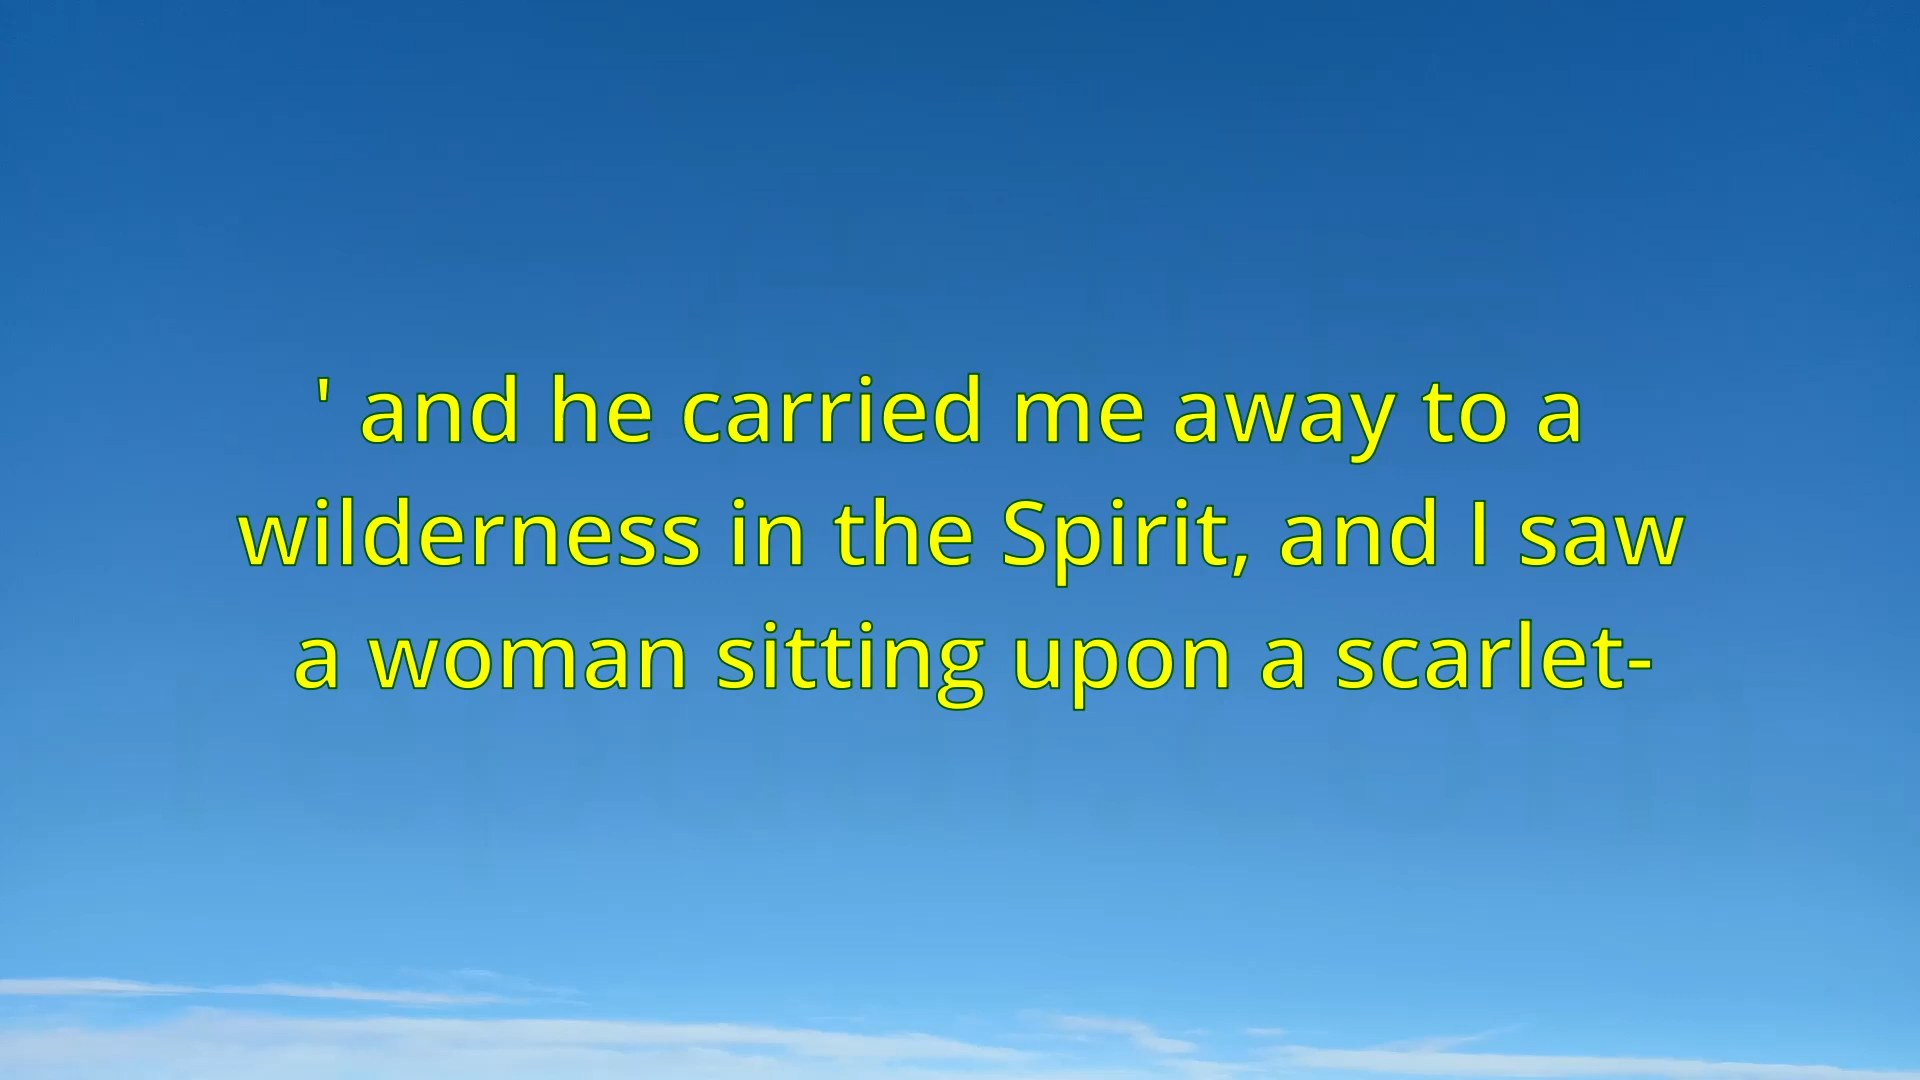 ' and he carried me away to a
wilderness in the Spirit, and I saw
a woman sitting upon a scarlet-